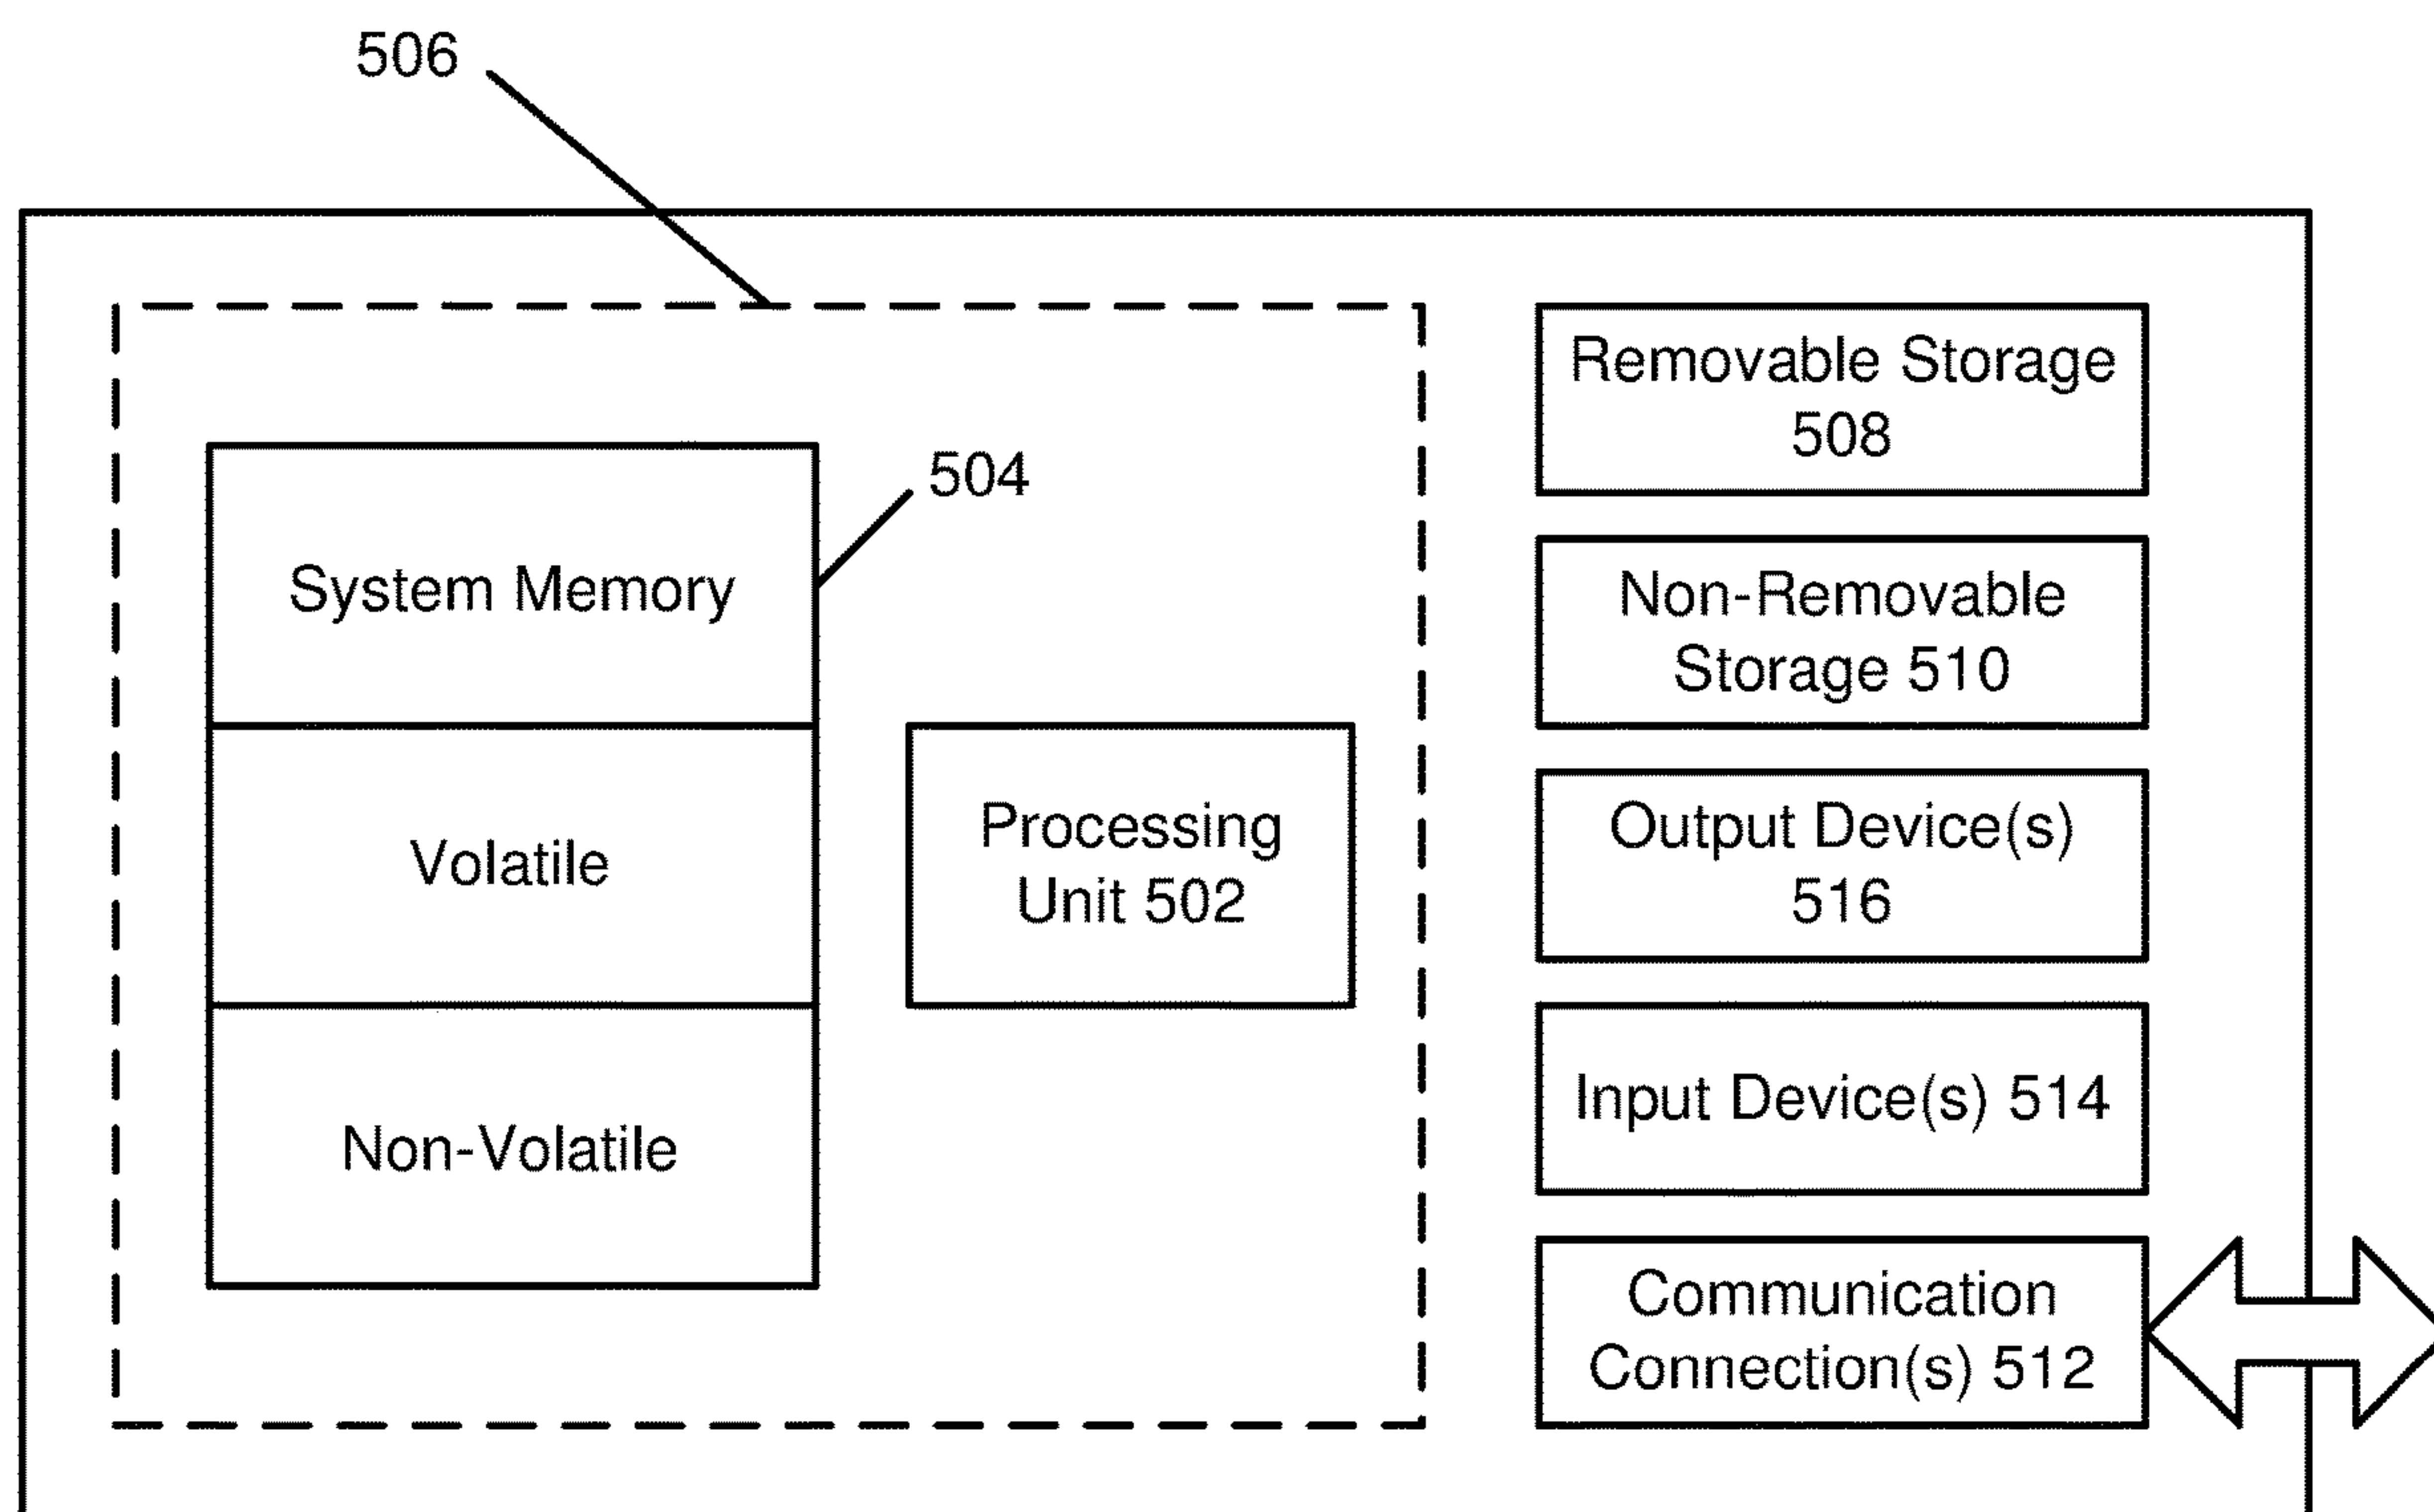 506
504
System Memory
Volatile
Non-Volatile
Processing
Unit 502
Removable Storage
508
Non-Removable
Storage 510
Output Device(s)
516
Input Device(s) 514
Communication
Connection(s) 512